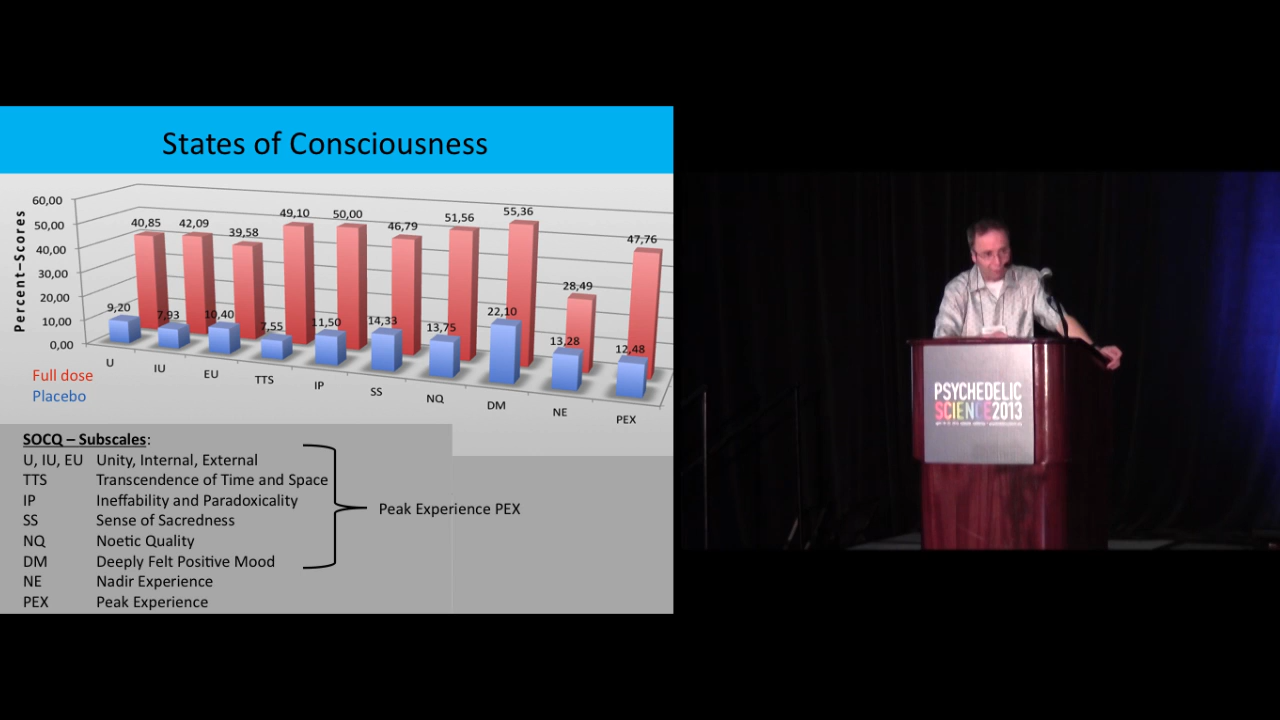 States of Consciousness
Percent–Scores
60,00
50,00
40,00
30,00
20,00
10,00
0,00
40,85
42,09
39,58
49,10
50,00
46,79
51,56
55,36
28,49
47,76
9,20
7,93
10,40
7,55
11,50
14,33
13,75
22,10
13,28
12,48
U
IU
EU
TTS
IP
SS
NQ
DM
NE
PEX
Full dose
Placebo
SOCQ – Subscales:
U, IU, EU Unity, Internal, External
TTS Transcendence of Time and Space
IP Ineffability and Paradoxicality
SS Sense of Sacredness
NQ Noetic Quality
DM Deeply Felt Positive Mood
NE Nadir Experience
PEX Peak Experience
Peak Experience PEX
PSYCHEDELIC
SCIENCE2013